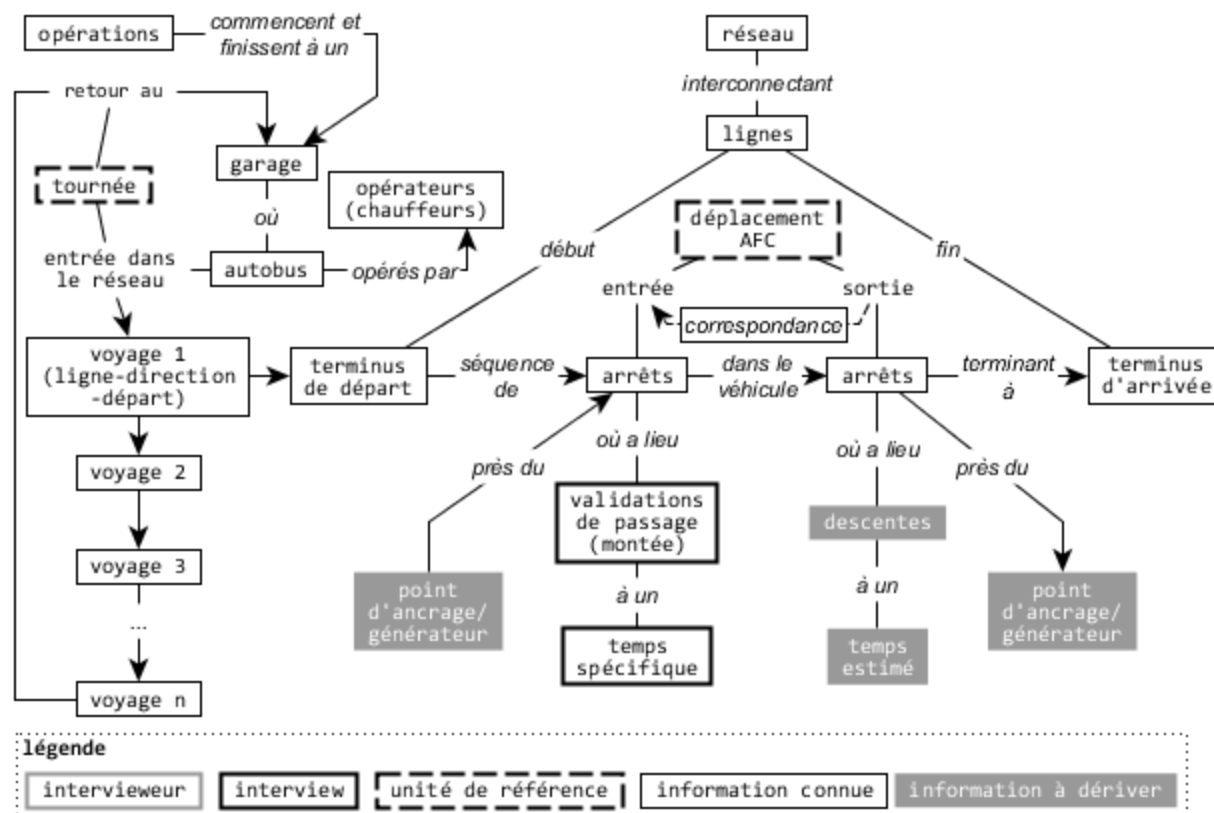 opérations
commencent et
finissent à un
réseau
interconnectant
lignes
retour au
garage
tournée
opérateurs
(chauffeurs)
où
déplacement
AFC
début
fin
entrée dans
le réseau
autobus
opérés par
entrée
sortie
correspondance
voyage 1
(ligne-direction
-départ)
terminus
de départ
séquence
de
arrêts
dans le
véhicule
arrêts
terminant
à
terminus
d'arrivée
voyage 2
près du
où a lieu
où a lieu
près du
validations
de passage
(montée)
descentes
voyage 3
point
d'ancrage/
générateur
à un
à un
point
d'ancrage/
générateur
...
temps
spécifique
temps
estimé
voyage n
légende
intervieweur
interview
unité de référence
information connue
information à dériver